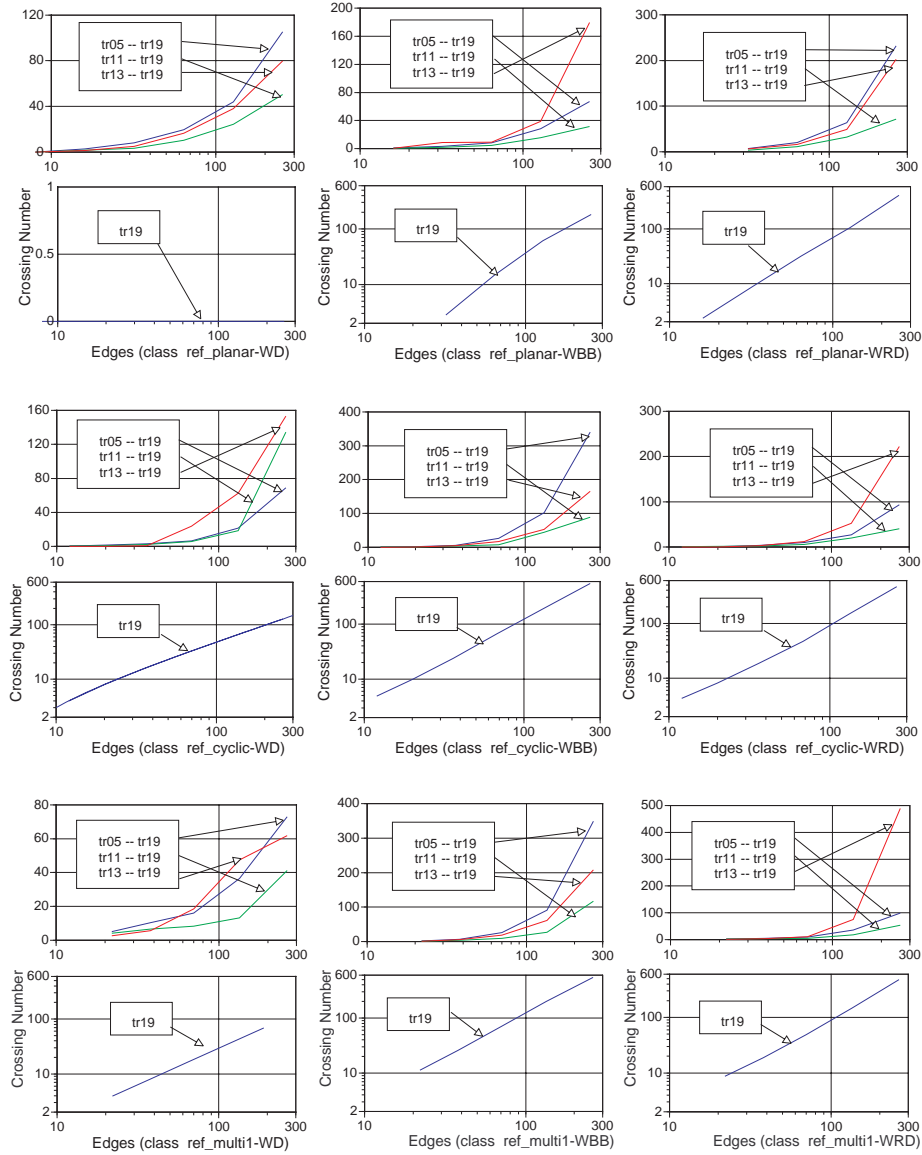 120
80
40
0
10
100
300
tr05 -- tr19
tr11 -- tr19
tr13 -- tr19
200
160
120
80
40
0
10
100
300
tr05 -- tr19
tr11 -- tr19
tr13 -- tr19
300
200
100
0
10
100
300
tr05 -- tr19
tr11 -- tr19
tr13 -- tr19
Crossing Number
1
0.5
0
10
100
300
tr19
Edges (class ref_planar-WD)
Crossing Number
600
100
10
2
10
100
300
tr19
Edges (class ref_planar-WBB)
Crossing Number
600
100
10
2
10
100
300
tr19
Edges (class ref_planar-WRD)
160
120
80
40
0
10
100
300
tr05 -- tr19
tr11 -- tr19
tr13 -- tr19
400
300
200
100
0
10
100
300
tr05 -- tr19
tr11 -- tr19
tr13 -- tr19
300
200
100
0
10
100
300
tr05 -- tr19
tr11 -- tr19
tr13 -- tr19
Crossing Number
600
100
10
2
10
100
300
tr19
Edges (class ref_cyclic-WD)
Crossing Number
600
100
10
2
10
100
300
tr19
Edges (class ref_cyclic-WBB)
Crossing Number
600
100
10
2
10
100
300
tr19
Edges (class ref_cyclic-WRD)
80
60
40
20
0
10
100
300
tr05 -- tr19
tr11 -- tr19
tr13 -- tr19
400
300
200
100
0
10
100
300
tr05 -- tr19
tr11 -- tr19
tr13 -- tr19
500
400
300
200
100
0
10
100
300
tr05 -- tr19
tr11 -- tr19
tr13 -- tr19
Crossing Number
600
100
10
2
10
100
300
tr19
Edges (class ref_multi1-WD)
Crossing Number
600
100
10
2
10
100
300
tr19
Edges (class ref_multi1-WBB)
Crossing Number
600
100
10
2
10
100
300
tr19
Edges (class ref_multi1-WRD)